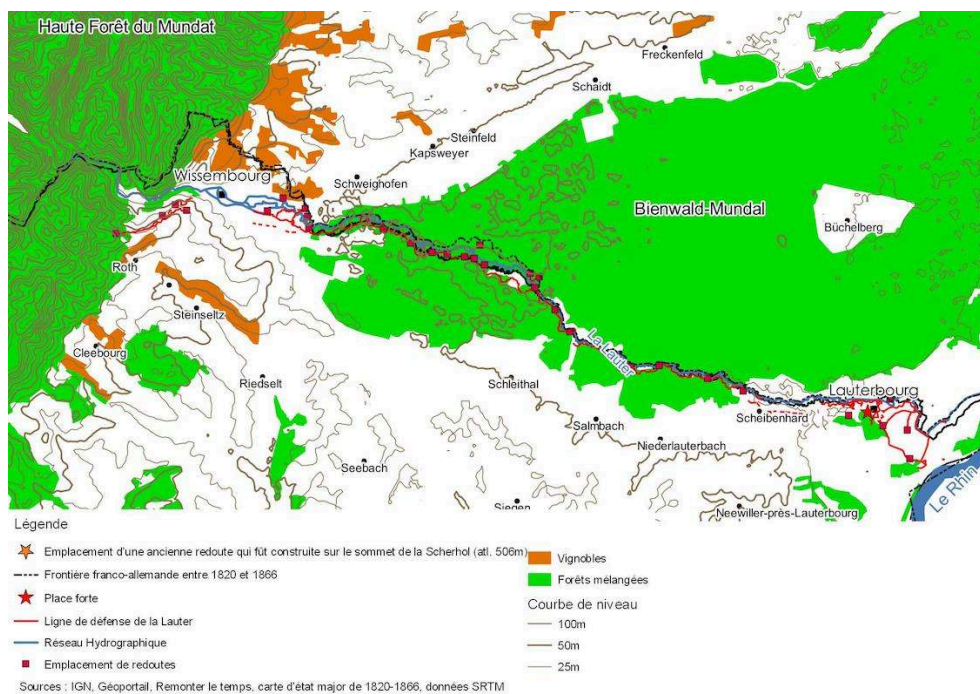 Haute Forêt du Mundat
Freckenfeld
Schaidt
Steinfeld
Kapsweyer
Wissembourg
Schweighofen
Bienwald-Mundal
Büchelberg
Roth
Steinseltz
Cleebourg
Riedselt
La Lauter
Schleithal
Lauterbourg
Scheibenhard
Salmbach
Niederlauterbach
Seebach
Siegen
Neewiller-près-Lauterbourg
Le Rhin
Légende
Emplacement d'une ancienne redoute qui fût construite sur le sommet de la Scherhol (atl. 506m)
Frontière franco-allemande entre 1820 et 1866
Place forte
Ligne de défense de la Lauter
Réseau Hydrographique
Emplacement de redoutes
Vignobles
Forêts mélangées
Courbe de niveau
100m
50m
25m
Sources : IGN, Géoportail, Remonter le temps, carte d'état major de 1820-1866, données SRTM